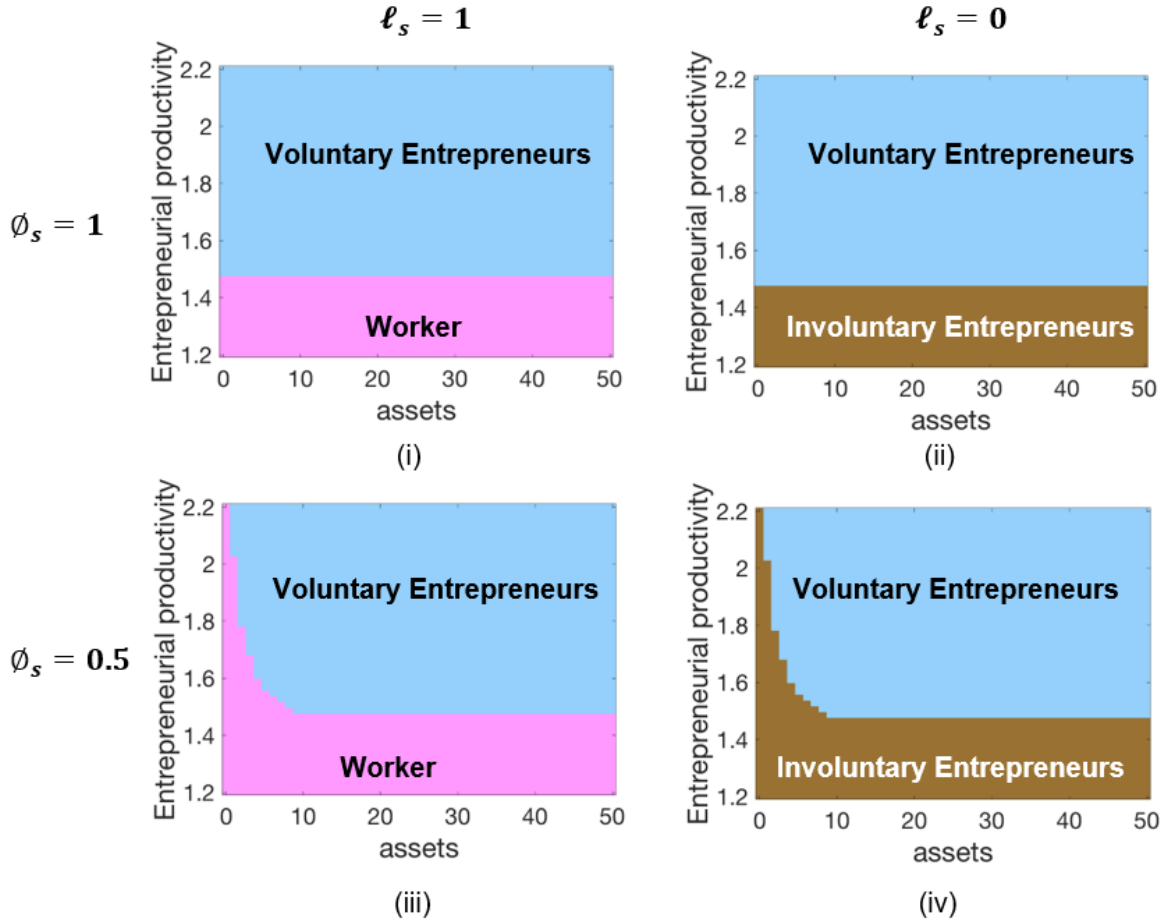 ℓₛ = 1
ℓₛ = 0
∅ₛ = 1
Entrepreneurial productivity
2.2
2
1.8
1.6
1.4
1.2
Voluntary Entrepreneurs
Worker
0 10 20 30 40 50
assets
(i)
Entrepreneurial productivity
2.2
2
1.8
1.6
1.4
1.2
Voluntary Entrepreneurs
Involuntary Entrepreneurs
0 10 20 30 40 50
assets
(ii)
∅ₛ = 0.5
Entrepreneurial productivity
2.2
2
1.8
1.6
1.4
1.2
Voluntary Entrepreneurs
Worker
0 10 20 30 40 50
assets
(iii)
Entrepreneurial productivity
2.2
2
1.8
1.6
1.4
1.2
Voluntary Entrepreneurs
Involuntary Entrepreneurs
0 10 20 30 40 50
assets
(iv)